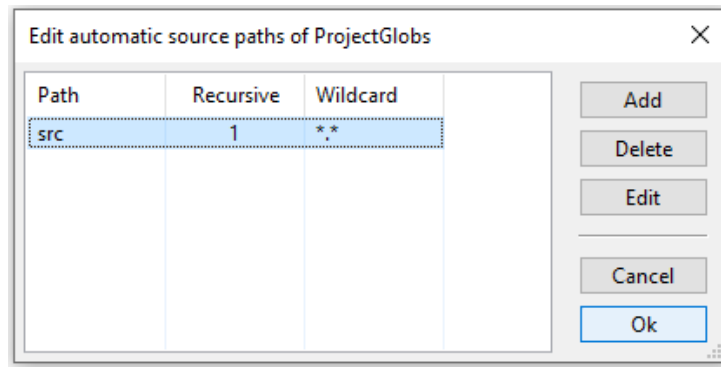 Edit automatic source paths of ProjectGlobs
Path Recursive Wildcard
src 1 *.*
Add
Delete
Edit
Cancel
Ok